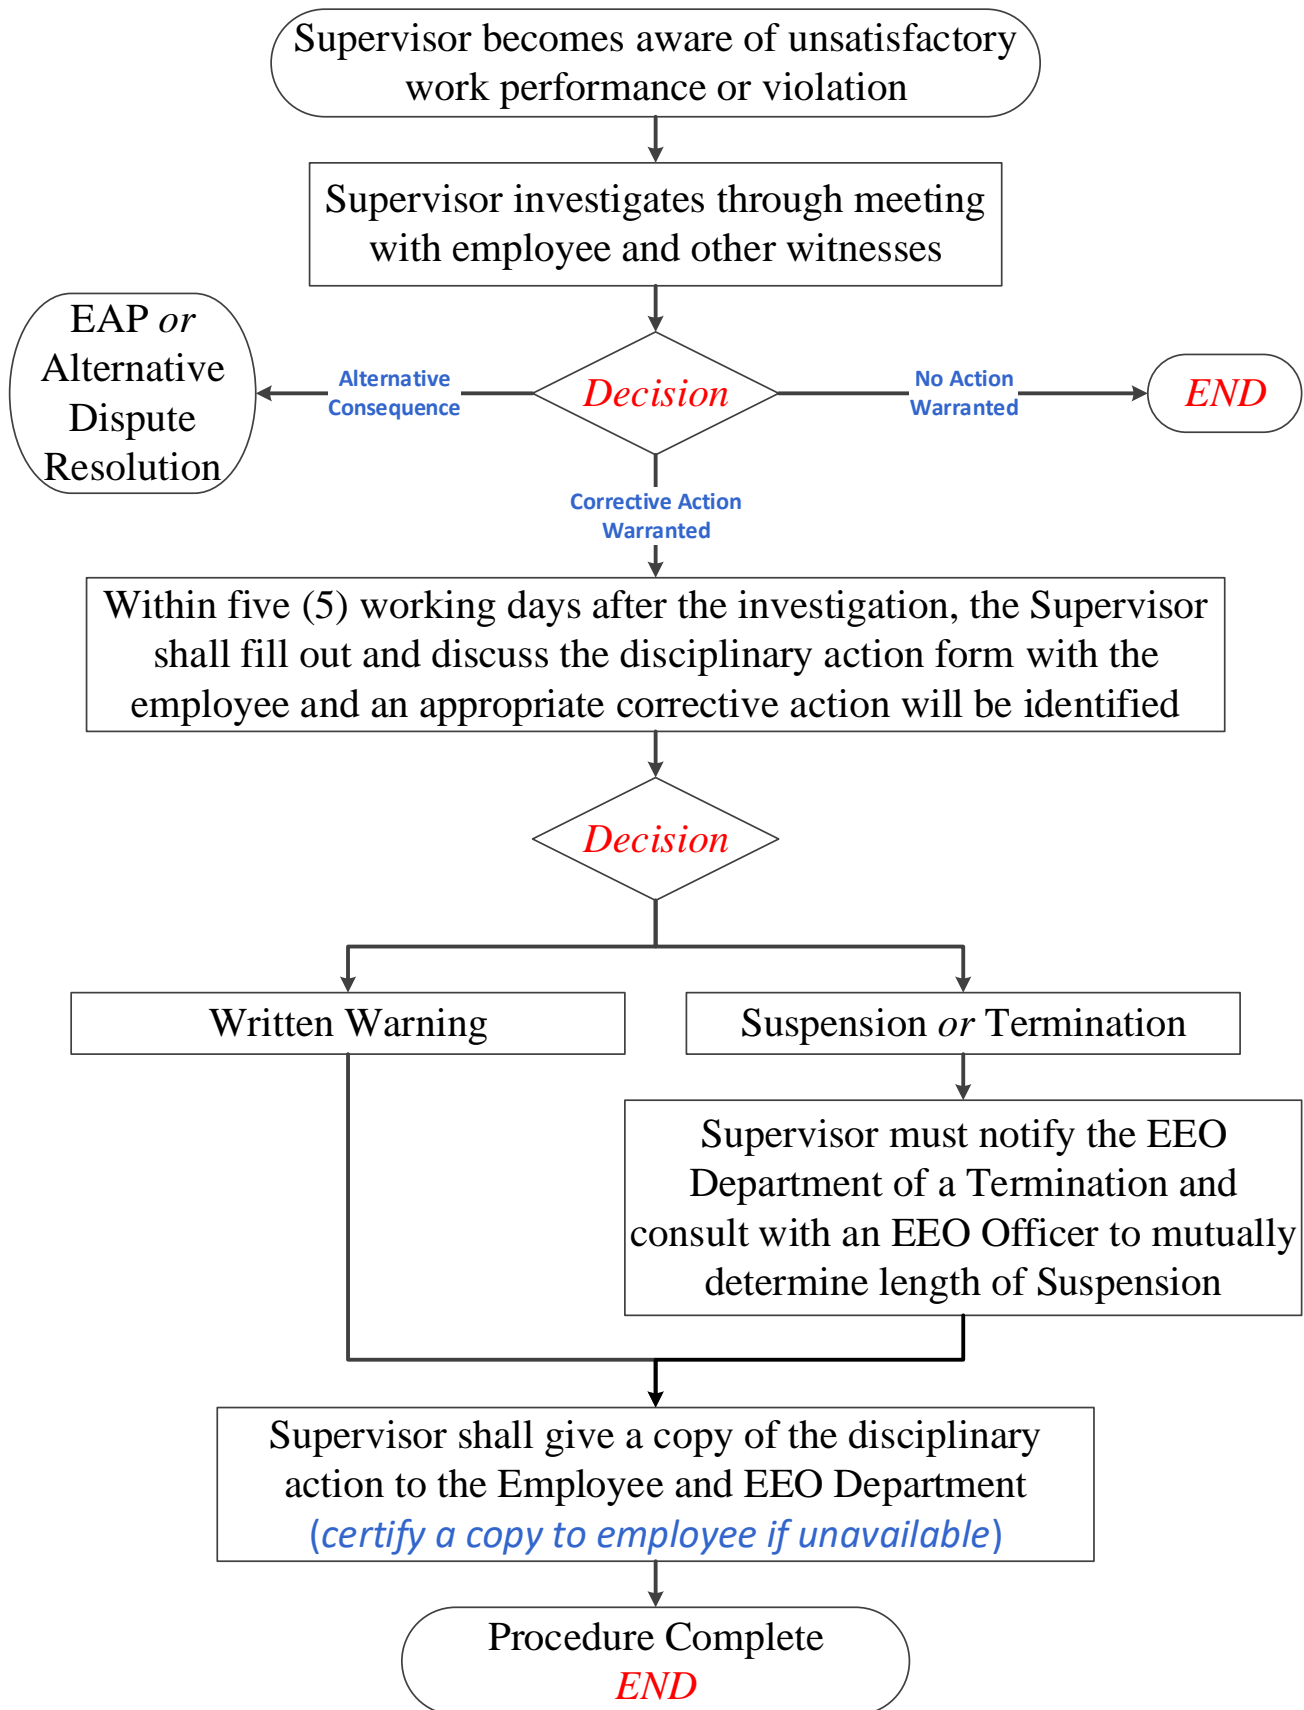 Supervisor becomes aware of unsatisfactory
work performance or violation
Supervisor investigates through meeting
with employee and other witnesses
EAP or
Alternative
Dispute
Resolution
Alternative
Consequence
Decision
No Action
Warranted
END
Corrective Action
Warranted
Within five (5) working days after the investigation, the Supervisor
shall fill out and discuss the disciplinary action form with the
employee and an appropriate corrective action will be identified
Decision
Written Warning
Suspension or Termination
Supervisor must notify the EEO
Department of a Termination and
consult with an EEO Officer to mutually
determine length of Suspension
Supervisor shall give a copy of the disciplinary
action to the Employee and EEO Department
(certify a copy to employee if unavailable)
Procedure Complete
END